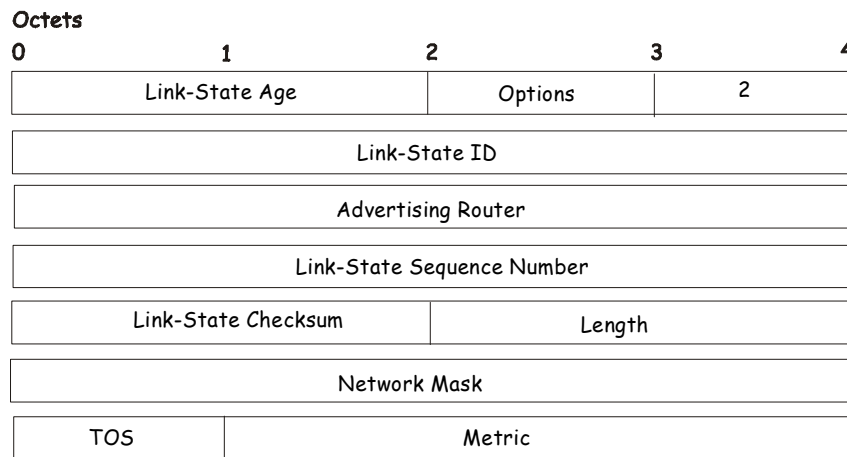 Octets
0 1 2 3 4
Link-State Age Options 2
Link-State ID
Advertising Router
Link-State Sequence Number
Link-State Checksum Length
Network Mask
TOS Metric